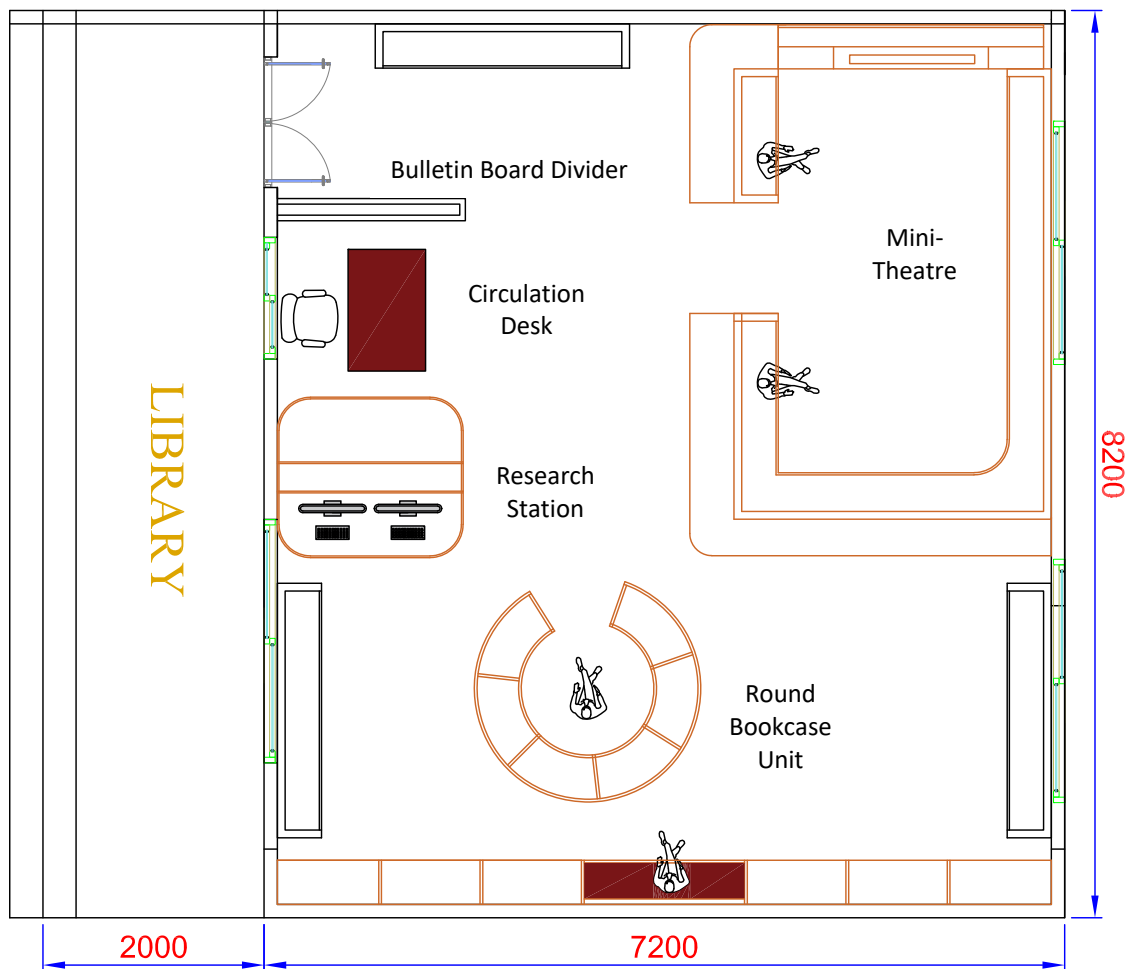 Bulletin Board Divider
Mini-
Theatre
Circulation
Desk
LIBRARY
8200
Research
Station
Round
Bookcase
Unit
2000
7200